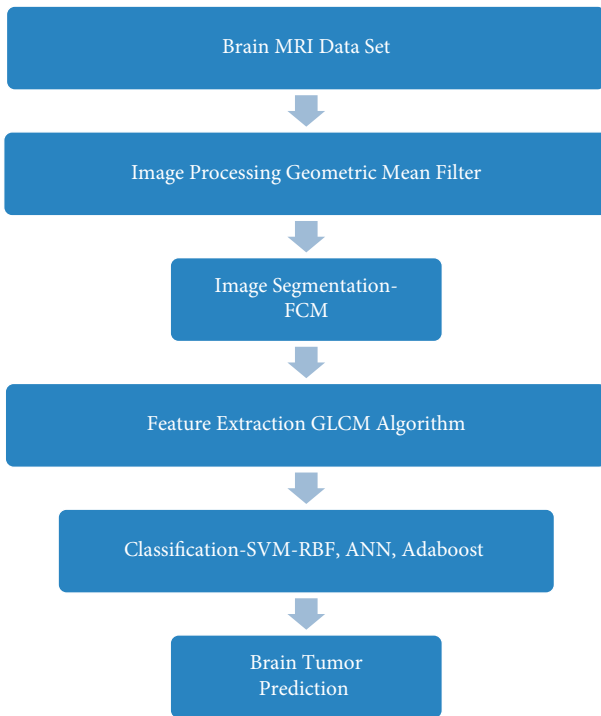 Brain MRI Data Set
Image Processing Geometric Mean Filter
Image Segmentation-
FCM
Feature Extraction GLCM Algorithm
Classification-SVM-RBF, ANN, Adaboost
Brain Tumor
Prediction